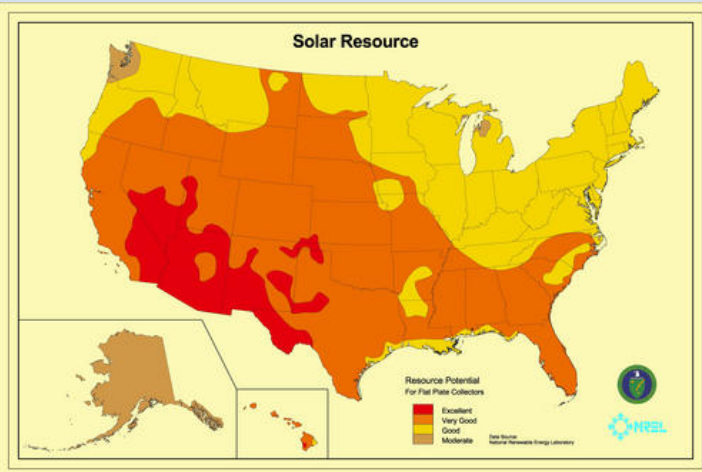 Solar Resource
Resource Potential
For Flat Plate Collectors
Excellent
Very Good
Good
Moderate
Data Source:
National Renewable Energy Laboratory
NREL